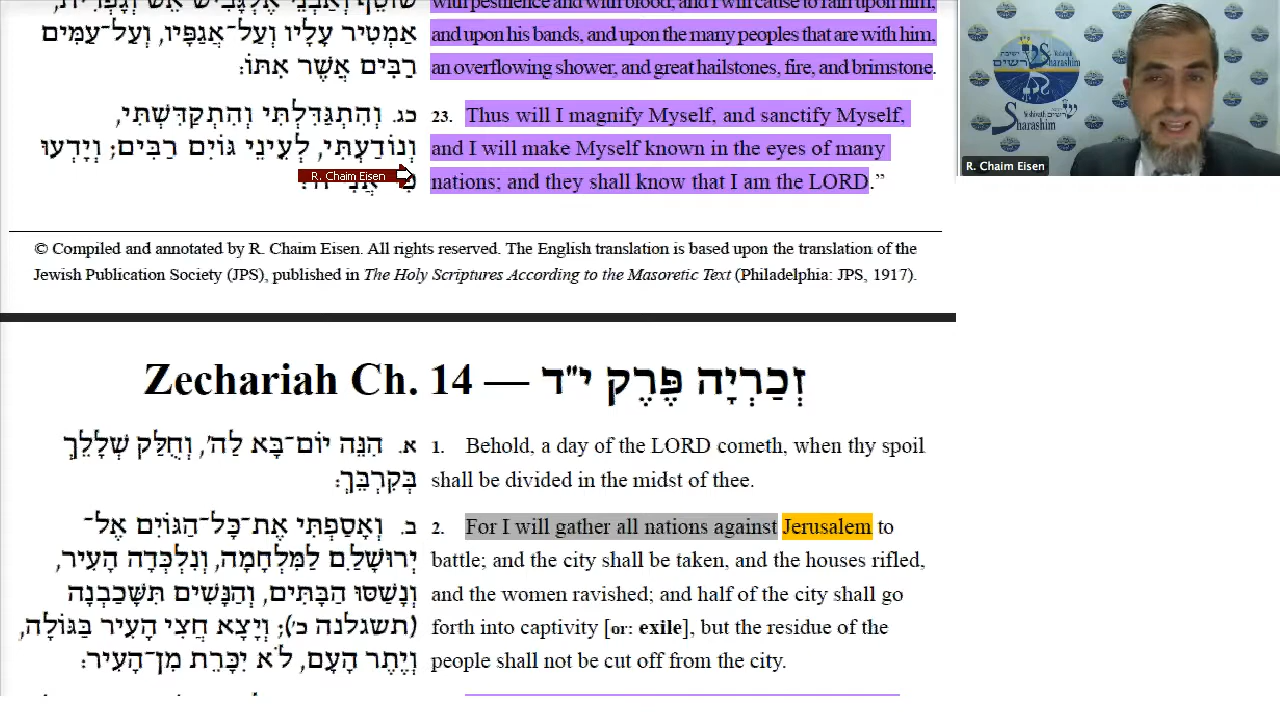 שוטף ואבני אלגביש אש וגפרית,
with pestilence and with blood; and I will cause to rain upon him,
אַמְטִיר עָלָיו וְעַל־אֲגַפָּיו, וְעַל־עַמִּים
and upon his bands, and upon the many peoples that are with him,
רַבִּים אֲשֶׁר אִתּוֹ:
an overflowing shower, and great hailstones, fire, and brimstone.
כג. וְהִתְגַּדִּלְתִּי וְהִתְקַדִּשְׁתִּי,
23. Thus will I magnify Myself, and sanctify Myself,
וְנוֹדַעְתִּי, לְעֵינֵי גּוֹיִם רַבִּים; וְיָדְעוּ
and I will make Myself known in the eyes of many
R. Chaim Eisen
nations; and they shall know that I am the LORD.”
© Compiled and annotated by R. Chaim Eisen. All rights reserved. The English translation is based upon the translation of the
Jewish Publication Society (JPS), published in The Holy Scriptures According to the Masoretic Text (Philadelphia: JPS, 1917).
Zechariah Ch. 14 — זְכַרְיָה פֶּרֶק י"ד
א. הִנֵּה יוֹם־בָּא לַה', וְחֻלַּק שְׁלָלֵךְ
1. Behold, a day of the LORD cometh, when thy spoil
בְּקִרְבֵּךְ:
shall be divided in the midst of thee.
ב. וְאָסַפְתִּי אֶת־כָּל־הַגּוֹיִם אֶל־
2. For I will gather all nations against Jerusalem to
יְרוּשָׁלַ‍ִם לַמִּלְחָמָה, וְנִלְכְּדָה הָעִיר,
battle; and the city shall be taken, and the houses rifled,
וְנָשַׁסּוּ הַבָּתִּים, וְהַנָּשִׁים תִּשָּׁכַבְנָה
and the women ravished; and half of the city shall go
(תשגלנה כ'); וְיָצָא חֲצִי הָעִיר בַּגּוֹלָה,
forth into captivity [or: exile], but the residue of the
וְיֶתֶר הָעָם, לֹא יִכָּרֵת מִן־הָעִיר:
people shall not be cut off from the city.
ישיבת
שרשים
Sharashim
Yeshivath
שרשים
Sharashim
R. Chaim Eisen